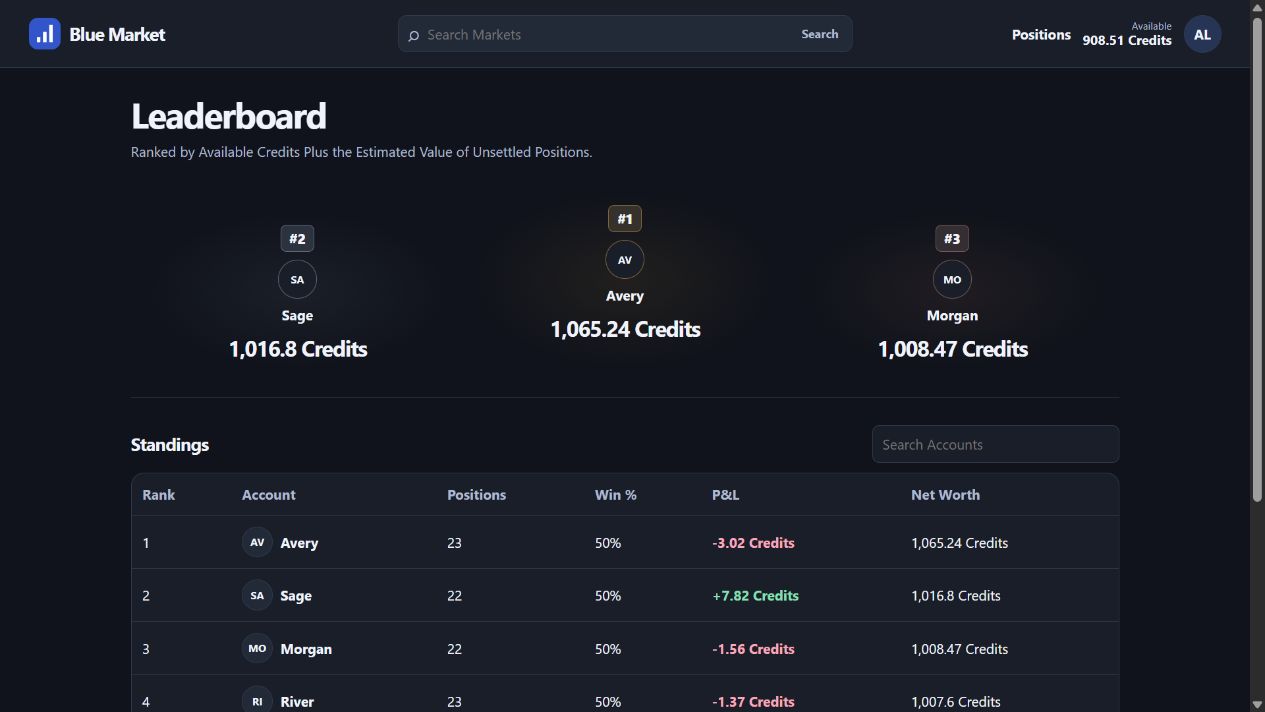 Blue Market
Search Markets
Search
Positions
Available
908.51 Credits
AL
Leaderboard
Ranked by Available Credits Plus the Estimated Value of Unsettled Positions.
#2
SA
Sage
1,016.8 Credits
#1
AV
Avery
1,065.24 Credits
#3
MO
Morgan
1,008.47 Credits
Standings
Search Accounts
Rank Account Positions Win % P&L Net Worth
1 AV Avery 23 50% -3.02 Credits 1,065.24 Credits
2 SA Sage 22 50% +7.82 Credits 1,016.8 Credits
3 MO Morgan 22 50% -1.56 Credits 1,008.47 Credits
4 RI River 23 50% -1.37 Credits 1,007.6 Credits